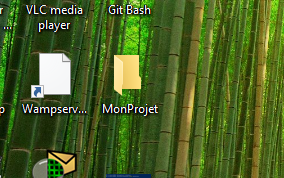 r
VLC media
player
Git Bash
...
Wampserv...
MonProjet
p